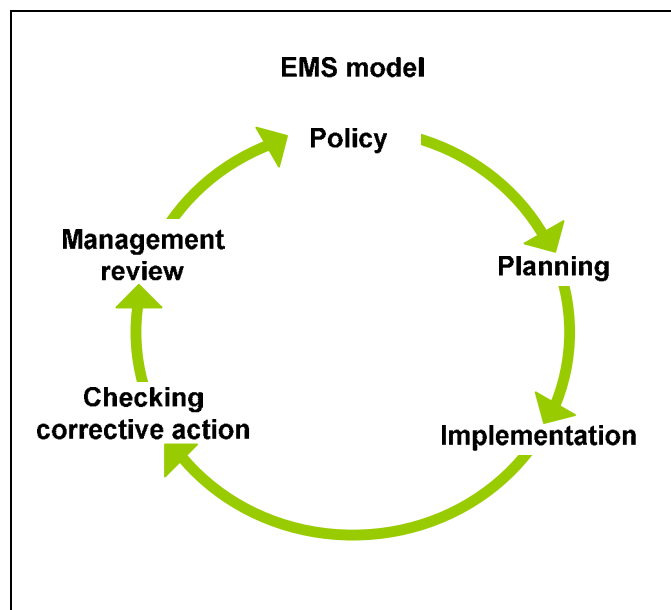 EMS model
Policy
Planning
Implementation
Checking
corrective action
Management
review